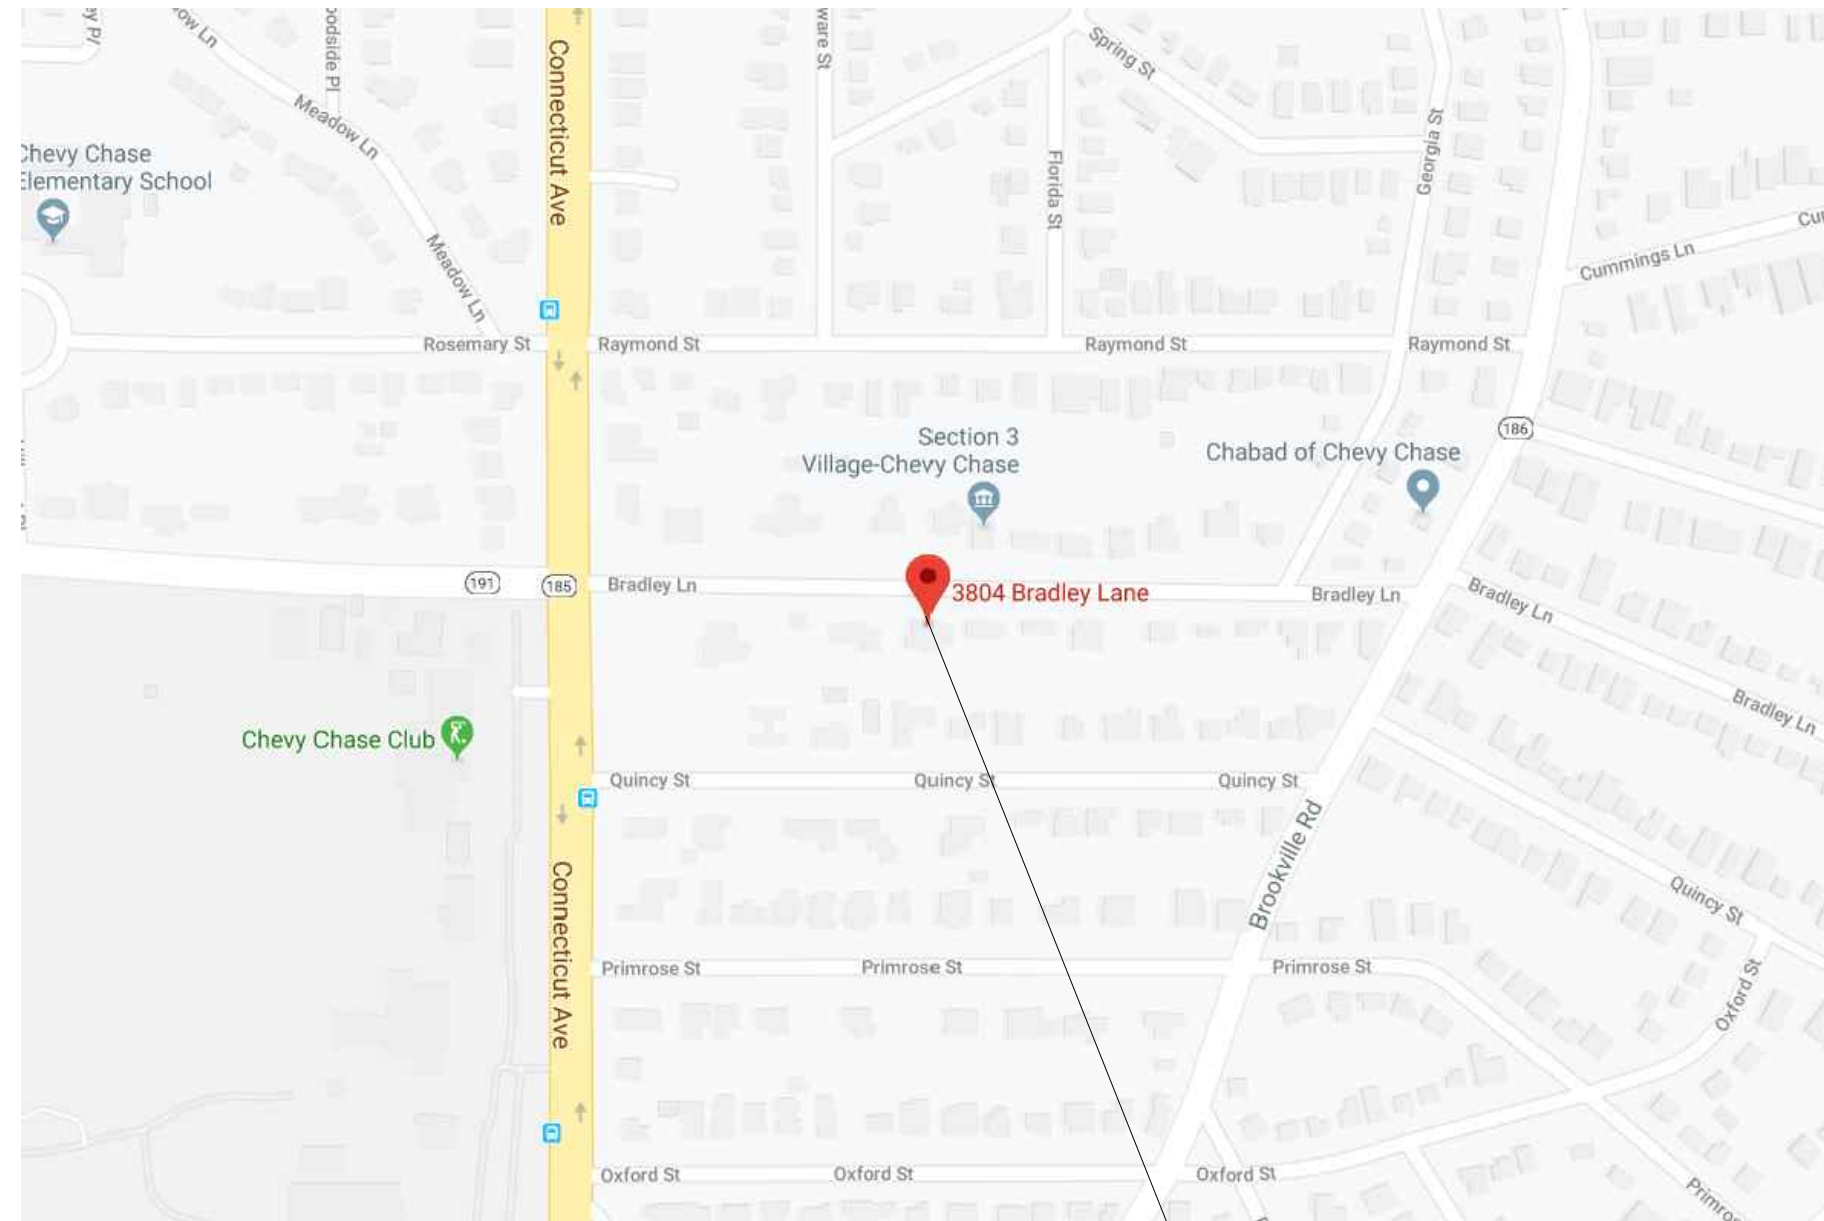 Connecticut Ave
Spring St
Meadow Ln
Georgia St
Chevy Chase
Elementary School
Florida St
Meadow Ln
Cummings Ln
Rosemary St
Raymond St
Raymond St
Raymond St
186
Section 3
Village-Chevy Chase
Chabad of Chevy Chase
191
185
Bradley Ln
3804 Bradley Lane
Bradley Ln
Bradley Ln
Bradley Ln
Chevy Chase Club
Quincy St
Quincy St
Quincy St
Brookville Rd
Quincy St
Connecticut Ave
Primrose St
Primrose St
Primrose St
Oxford St
Oxford St
Oxford St
Oxford St